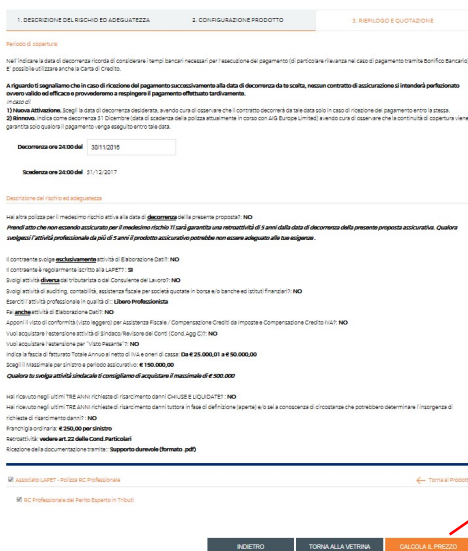 1. DESCRIZIONE DEL RISCHIO ED ADEGUATEZZA
2. CONFIGURAZIONE PRODOTTO
3. RIEPILOGO E QUOTAZIONE
Periodo di copertura:
Nell'indicare la data di decorrenza ricorda di considerare i tempi bancari necessari per l'esecuzione del pagamento (di particolare rilevanza nel caso di pagamento tramite Bonifico Bancario)
E' possibile utilizzare anche la Carta di Credito.
A riguardo ti segnaliamo che in caso di ricezione del pagamento successivamente alla data di decorrenza da te scelta, nessun contratto di assicurazione si intenderà perfezionato
ovvero valido ed efficace e provvederemo a respingere il pagamento effettuato tardivamente.
In caso di:
1) Nuova Attivazione. Scegli la data di decorrenza desiderata, avendo cura di osservare che il contratto decorrerà da tale data solo in caso di ricezione del pagamento entro la stessa.
2) Rinnovo. Indica come decorrenza 31 Dicembre (data di scadenza della polizza attualmente in corso con AIG Europe Limited) avendo cura di osservare che la continuità di copertura viene
garantita solo qualora il pagamento venga eseguito entro tale data.
Decorrenza ore 24:00 del 30/11/2016
Scadenza ore 24:00 del 31/12/2017
Descrizione del rischio ed adeguatezza
Hai altra polizza per il medesimo rischio attiva alla data di decorrenza della presente proposta?: NO
Prendi atto che non essendo assicurato per il medesimo rischio Ti sarà garantita una retroattività di 5 anni dalla data di decorrenza della presente proposta assicurativa. Qualora
svolgessi l'attività professionale da più di 5 anni il prodotto assicurativo potrebbe non essere adeguato alle tue esigenze.
Il contraente svolge esclusivamente attività di Elaborazione Dati?: NO
Il contraente è regolarmente iscritto alla LAPET? : SI
Svolgi attività diversa dal tributarista o dal Consulente del Lavoro?: NO
Svolgi attività di auditing, contabilità, assistenza fiscale per società quotate in borsa e/o banche ed istituti finanziari?: NO
Eserciti l'attività professionale in qualità di:: Libero Professionista
Fai anche attività di Elaborazione Dati?: NO
Apponi il visto di conformità (visto leggero) per Assistenza Fiscale / Compensazione Crediti da Imposte e Compensazione Credito IVA?: NO
Vuoi acquistare l'estensione attività di Sindaco/Revisore dei Conti (Cond.Agg C)?: NO
Vuoi acquistare l'estensione per "Visto Pesante"?: NO
Indica la fascia di fatturato Totale Annuo al netto di IVA e oneri di cassa: Da € 25.000,01 a € 50.000,00
Scegli il Massimale per sinistro e periodo assicurativo: € 150.000,00
Qualora tu svolga attività sindacale ti consigliamo di acquistare il massimale di € 500.000
Hai ricevuto negli ultimi TRE ANNI richieste di risarcimento danni CHIUSE E LIQUIDATE? : NO
Hai ricevuto negli ultimi TRE ANNI richieste di risarcimento danni tuttora in fase di definizione (aperte) e/o sei a conoscenza di circostanze che potrebbero determinare l'insorgenza di
richieste di risarcimento danni? : NO
Franchigia ordinaria: € 250,00 per sinistro
Retroattività: vedere art.22 delle Cond.Particolari
Ricezione della documentazione tramite:: Supporto durevole (formato .pdf)
Associato LAPET - Polizza RC Professionale
Torna ai Prodotti
RC Professionale del Perito Esperto in Tributi
INDIETRO
TORNA ALLA VETRINA
CALCOLA IL PREZZO